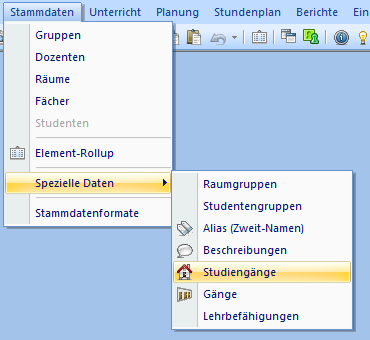 Stammdaten Unterricht Planung Stundenplan Berichte Ein
Gruppen
Dozenten
Räume
Fächer
Studenten
Element-Rollup
Spezielle Daten
Stammdatenformate
Raumgruppen
Studentengruppen
Alias (Zweit-Namen)
Beschreibungen
Studiengänge
Gänge
Lehrbefähigungen